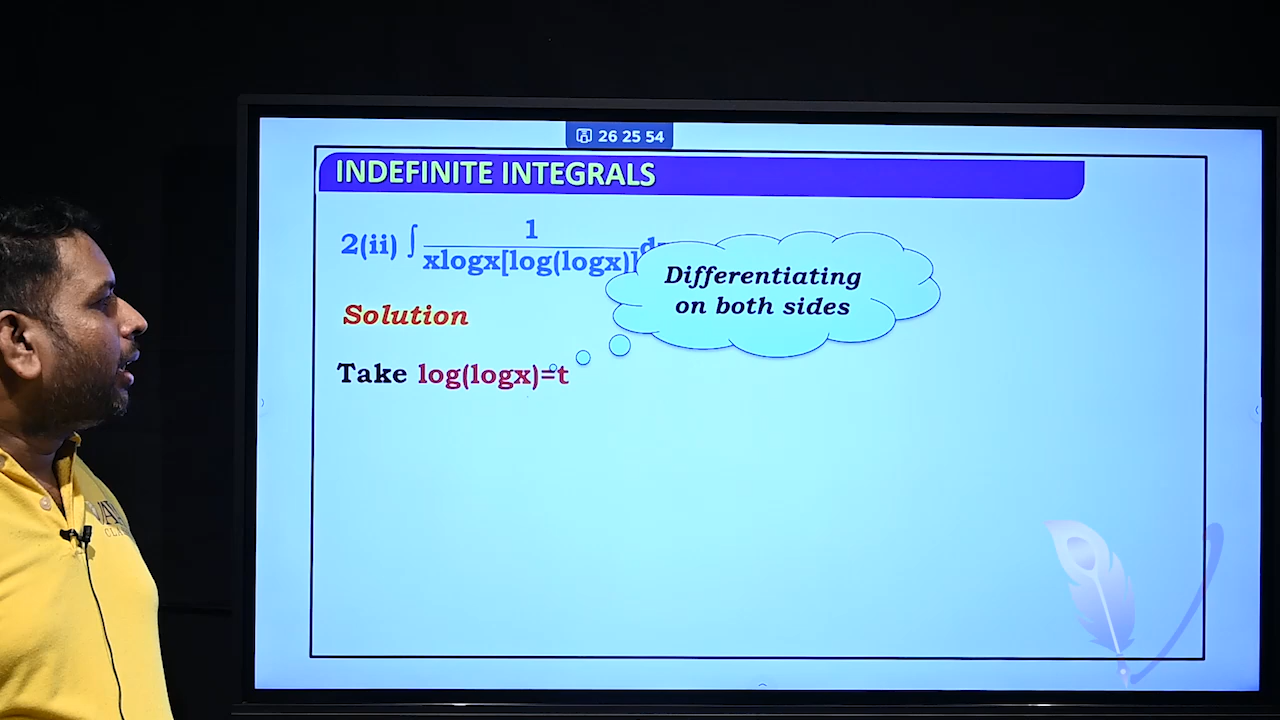 26 25 54
INDEFINITE INTEGRALS
2(ii) ∫ 1/xlogx[log(logx)]
Differentiating
on both sides
Solution
Take log(logx)=t